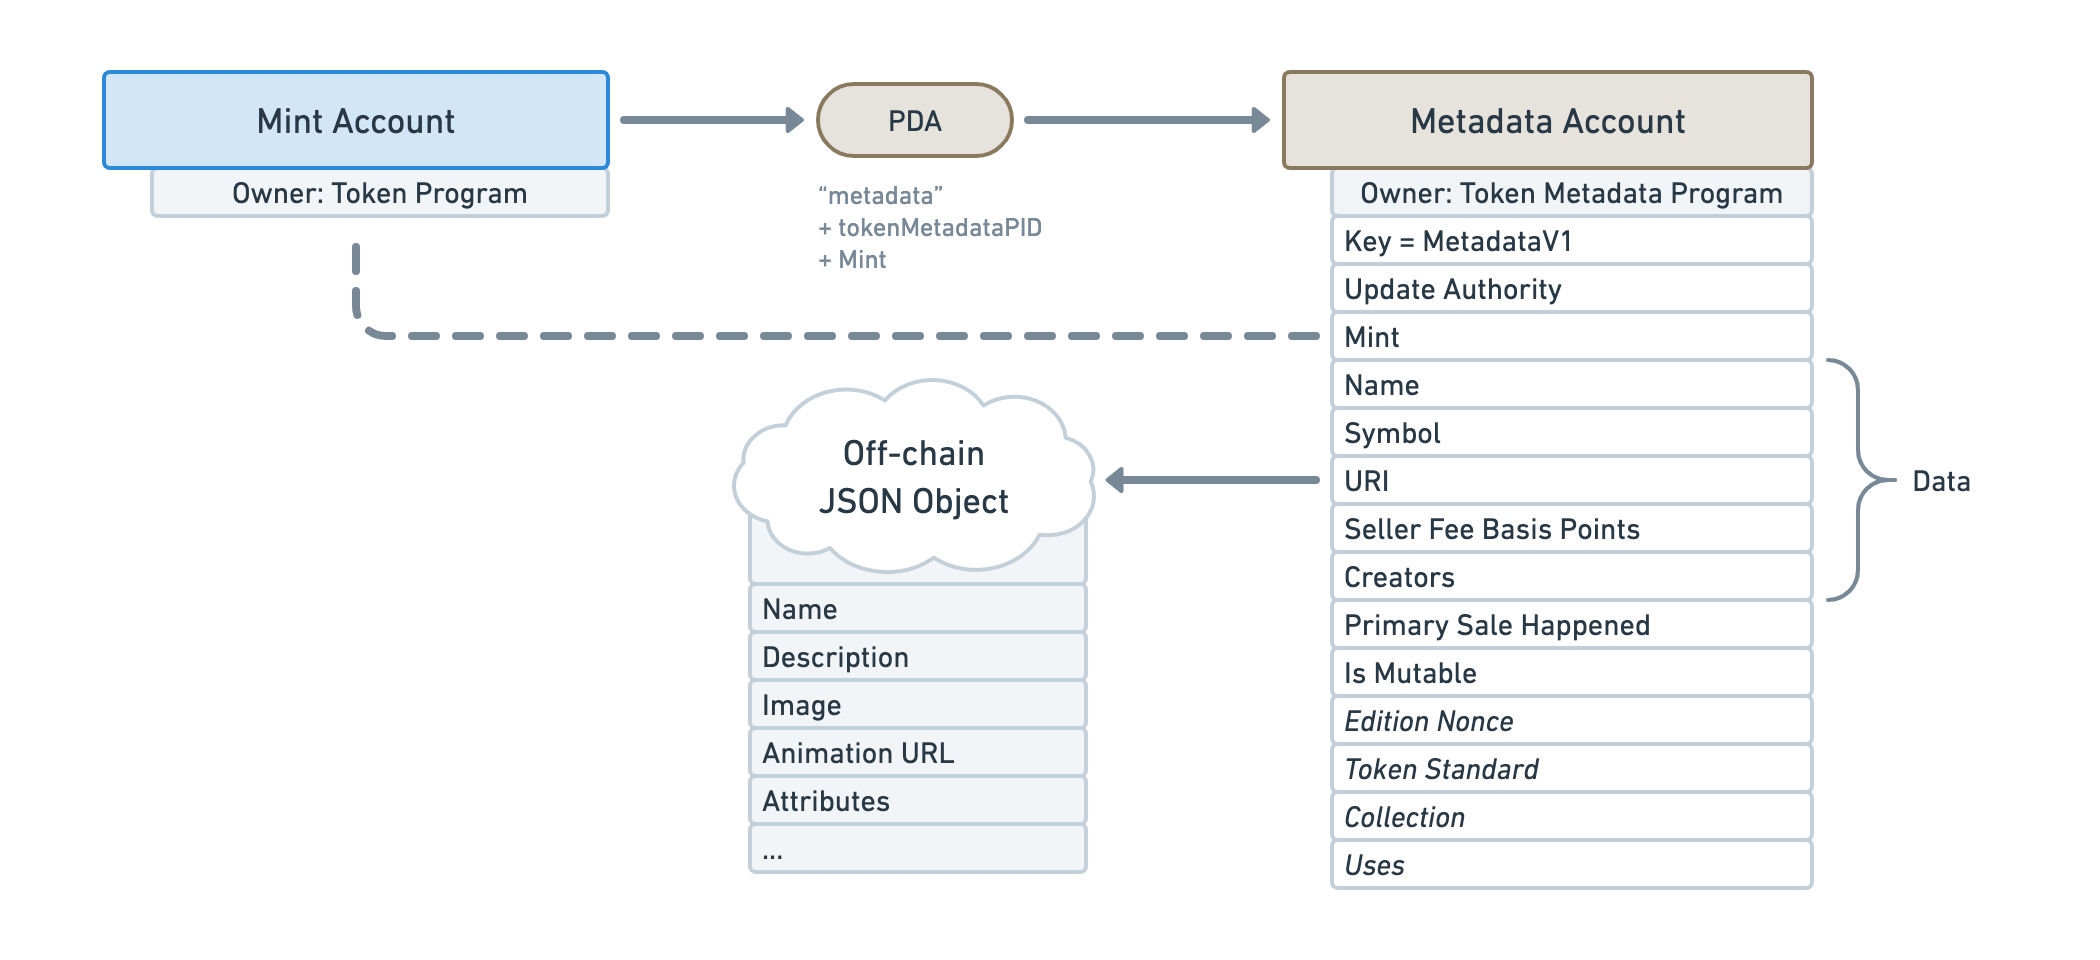 Mint Account
Owner: Token Program
PDA
“metadata”
+ tokenMetadataPID
+ Mint
Metadata Account
Owner: Token Metadata Program
Key = MetadataV1
Update Authority
Mint
Name
Symbol
URI
Seller Fee Basis Points
Creators
Primary Sale Happened
Is Mutable
Edition Nonce
Token Standard
Collection
Uses
Data
Off-chain
JSON Object
Name
Description
Image
Animation URL
Attributes
...